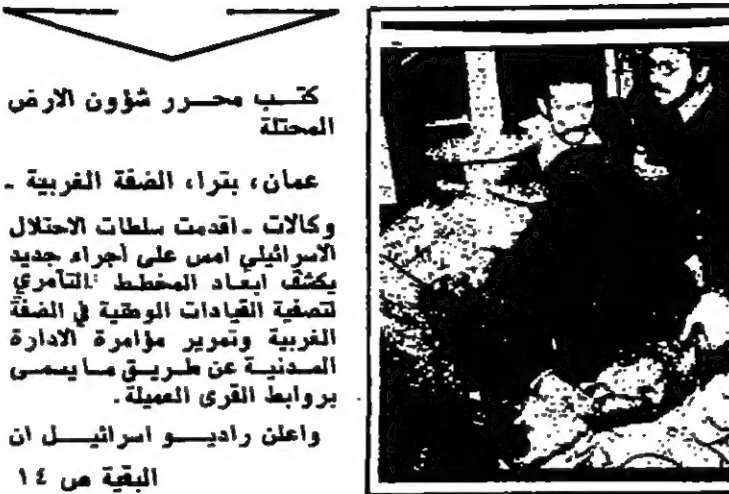 كتب محرر شؤون الارض
المحتلة
عمان، بترا، الضفة الغربية ـ
وكالات ـ اقدمت سلطات الاحتلال
الاسرائيلي امس على اجراء جديد
يكشف ابعاد المخطط التآمري
لتصفية القيادات الوطنية في الضفة
الغربية وتمرير مؤامرة الادارة
المدنية عن طريق ما يسمى
بروابط القرى العميلة.
واعلن راديو اسرائيل ان
البقية ص ١٤